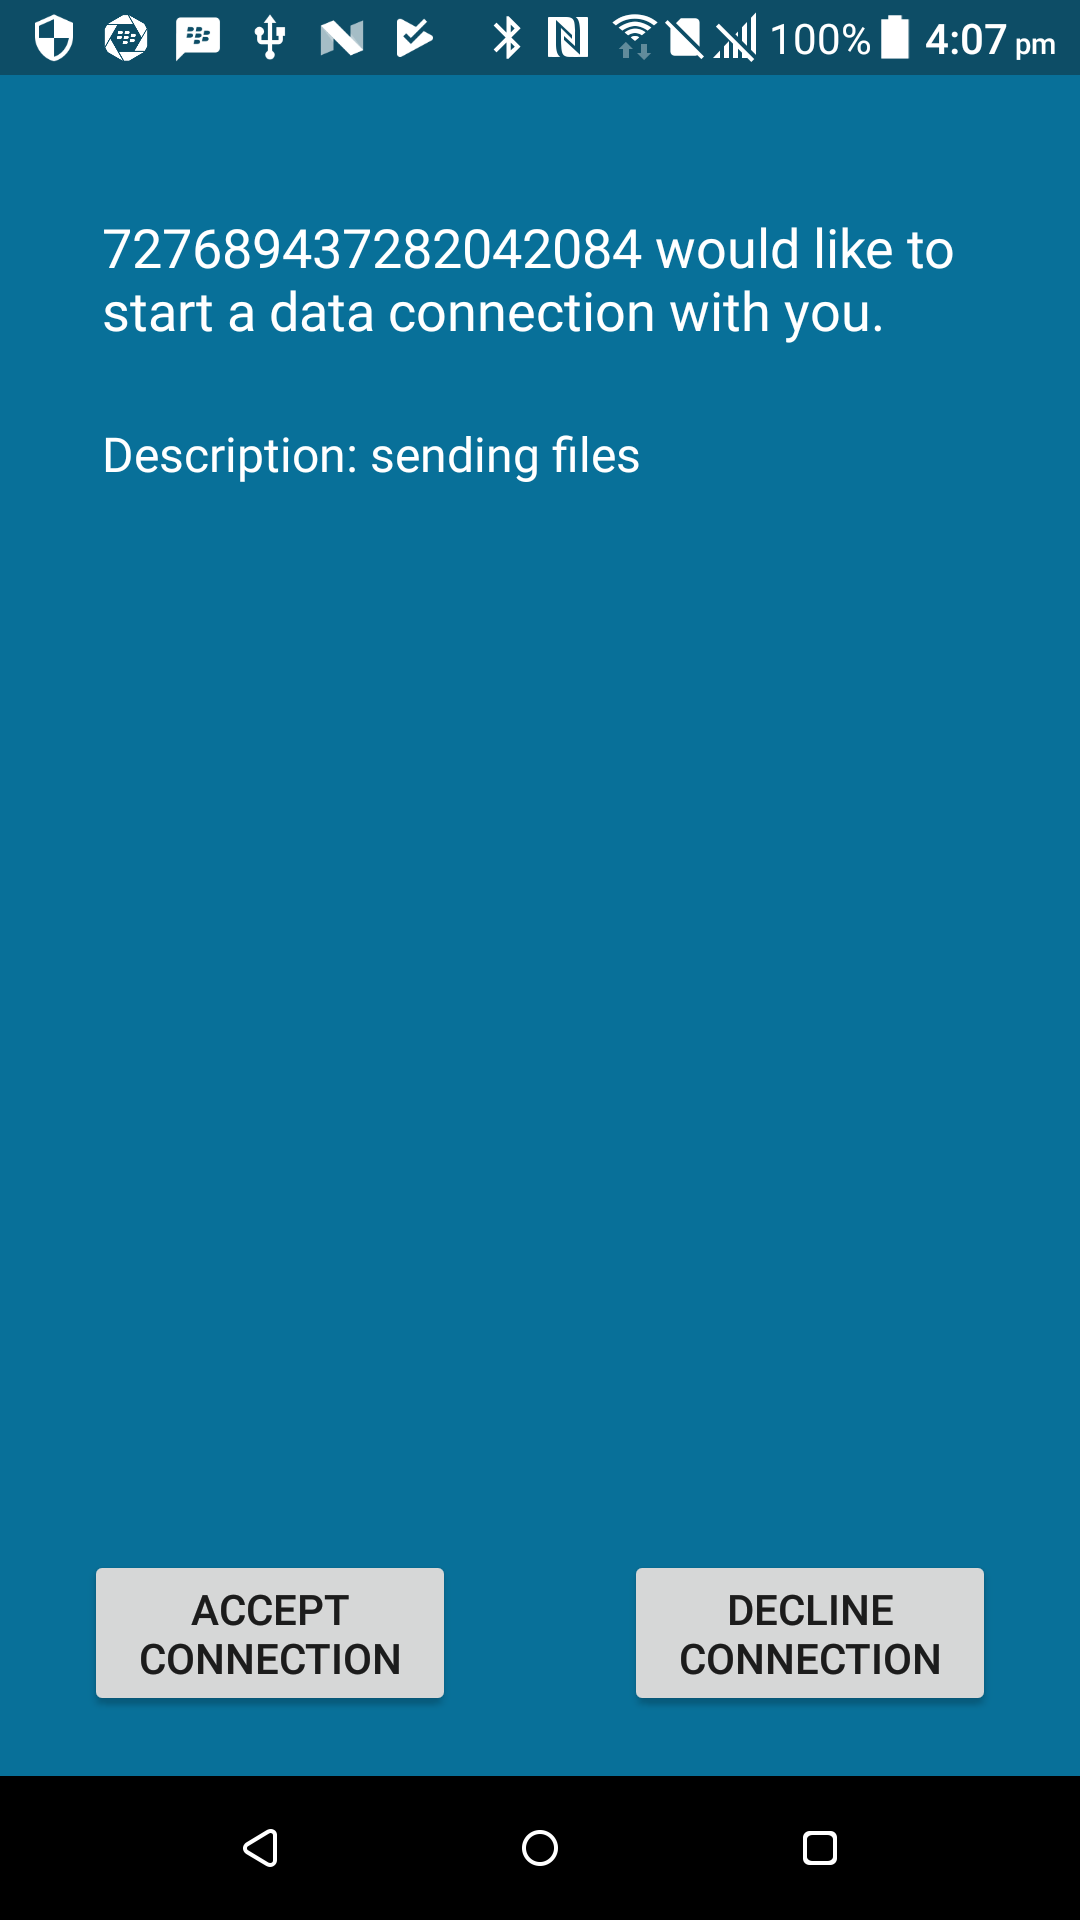 100% 4:07 pm
727689437282042084 would like to
start a data connection with you.
Description: sending files
ACCEPT
CONNECTION
DECLINE
CONNECTION